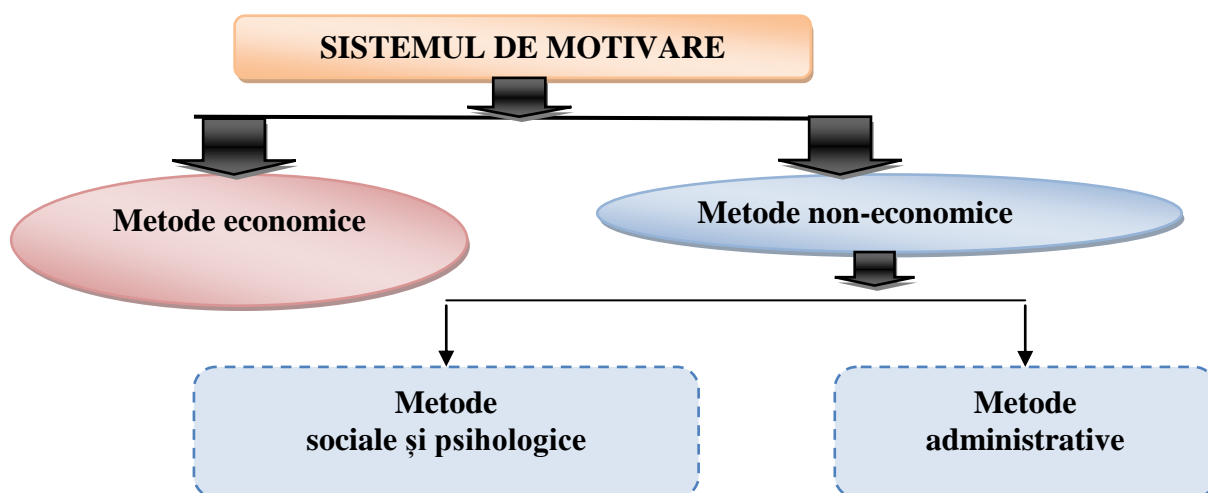 SISTEMUL DE MOTIVARE
Metode economice
Metode non-economice
Metode
sociale și psihologice
Metode
administrative